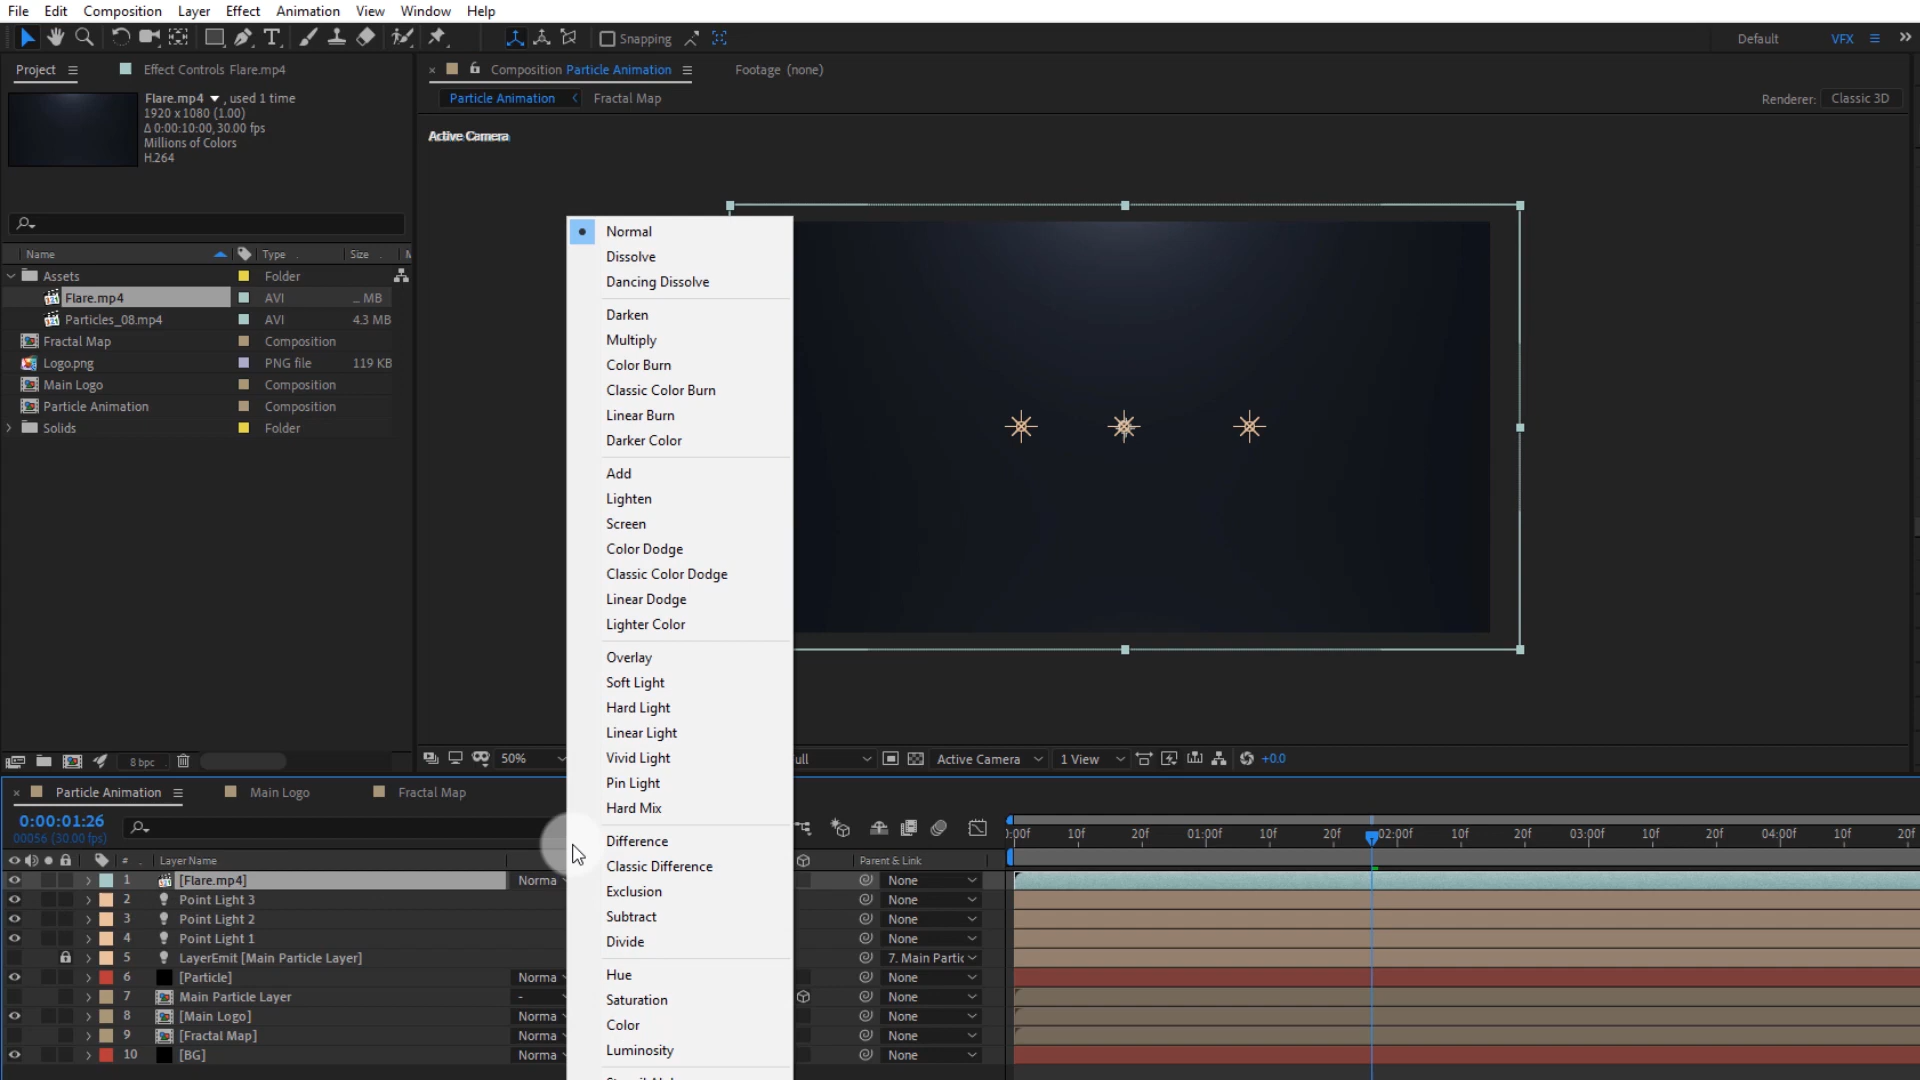 File Edit Composition Layer Effect Animation View Window Help
Snapping
Default
VFX
Project
Effect Controls Flare.mp4
Composition Particle Animation
Footage (none)
Flare.mp4 , used 1 time
1920 x 1080 (1.00)
Δ 0:00:10:00, 30.00 fps
Millions of Colors
H.264
Particle Animation
Fractal Map
Renderer: Classic 3D
Active Camera
Name Type Size
Assets Folder
Flare.mp4 AVI ... MB
Particles_08.mp4 AVI 4.3 MB
Fractal Map Composition
Logo.png PNG file 119 KB
Main Logo Composition
Particle Animation Composition
Solids Folder
Normal
Dissolve
Dancing Dissolve
Darken
Multiply
Color Burn
Classic Color Burn
Linear Burn
Darker Color
Add
Lighten
Screen
Color Dodge
Classic Color Dodge
Linear Dodge
Lighter Color
Overlay
Soft Light
Hard Light
Linear Light
Vivid Light
Pin Light
Hard Mix
Difference
Classic Difference
Exclusion
Subtract
Divide
Hue
Saturation
Color
Luminosity
8 bpc
50%
Active Camera
1 View
+0.0
Particle Animation
Main Logo
Fractal Map
0:00:01:26
00056 (30.00 fps)
:00f 10f 20f 01:00f 10f 20f 02:00f 10f 20f 03:00f 10f 20f 04:00f 10f 20f
# Layer Name Parent & Link
1 [Flare.mp4] Norma None
2 Point Light 3 None
3 Point Light 2 None
4 Point Light 1 None
5 LayerEmit [Main Particle Layer] 7. Main Partic
6 [Particle] Norma None
7 Main Particle Layer - None
8 [Main Logo] Norma None
9 [Fractal Map] Norma None
10 [BG] Norma None